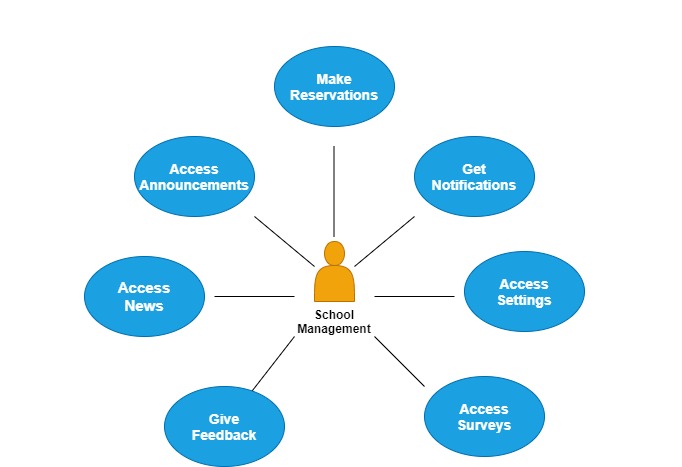 Make
Reservations
Access
Announcements
Get
Notifications
Access
News
Access
Settings
School
Management
Give
Feedback
Access
Surveys